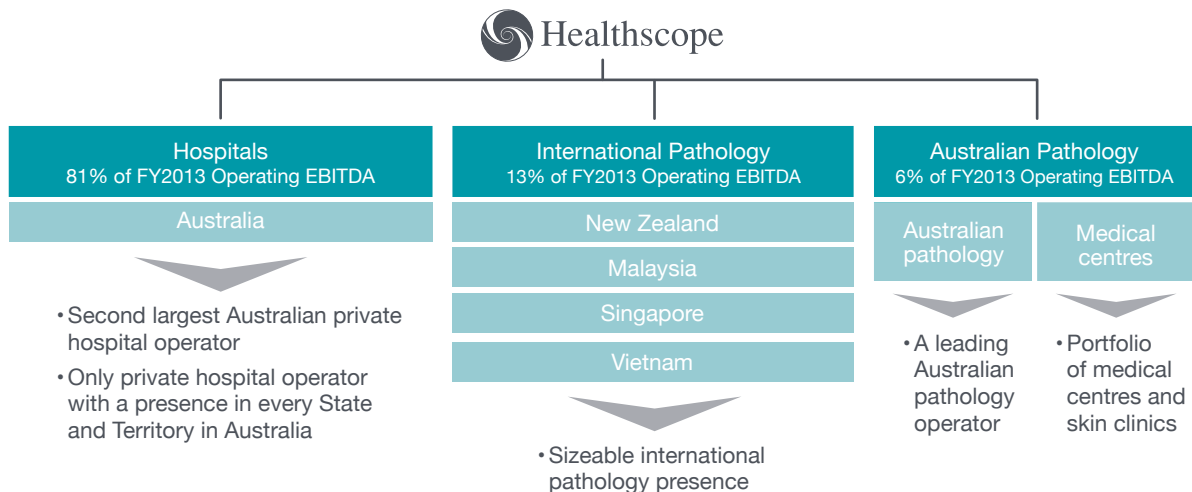 Healthscope
Hospitals
81% of FY2013 Operating EBITDA
Australia
• Second largest Australian private
hospital operator
• Only private hospital operator
with a presence in every State
and Territory in Australia
International Pathology
13% of FY2013 Operating EBITDA
New Zealand
Malaysia
Singapore
Vietnam
• Sizeable international
pathology presence
Australian Pathology
6% of FY2013 Operating EBITDA
Australian
pathology
• A leading
Australian
pathology
operator
Medical
centres
• Portfolio
of medical
centres and
skin clinics